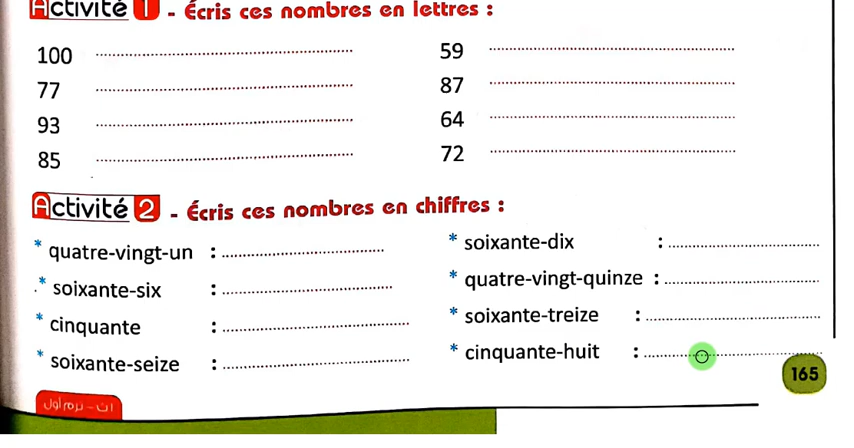 Activité 1 - Écris ces nombres en lettres :
100 ........................ 59 ........................
77 ........................ 87 ........................
93 ........................ 64 ........................
85 ........................ 72 ........................
Activité 2 - Écris ces nombres en chiffres :
* quatre-vingt-un : ........................ * soixante-dix : ........................
* soixante-six : ........................ * quatre-vingt-quinze : ........................
* cinquante : ........................ * soixante-treize : ........................
* soixante-seize : ........................ * cinquante-huit : ........................
165